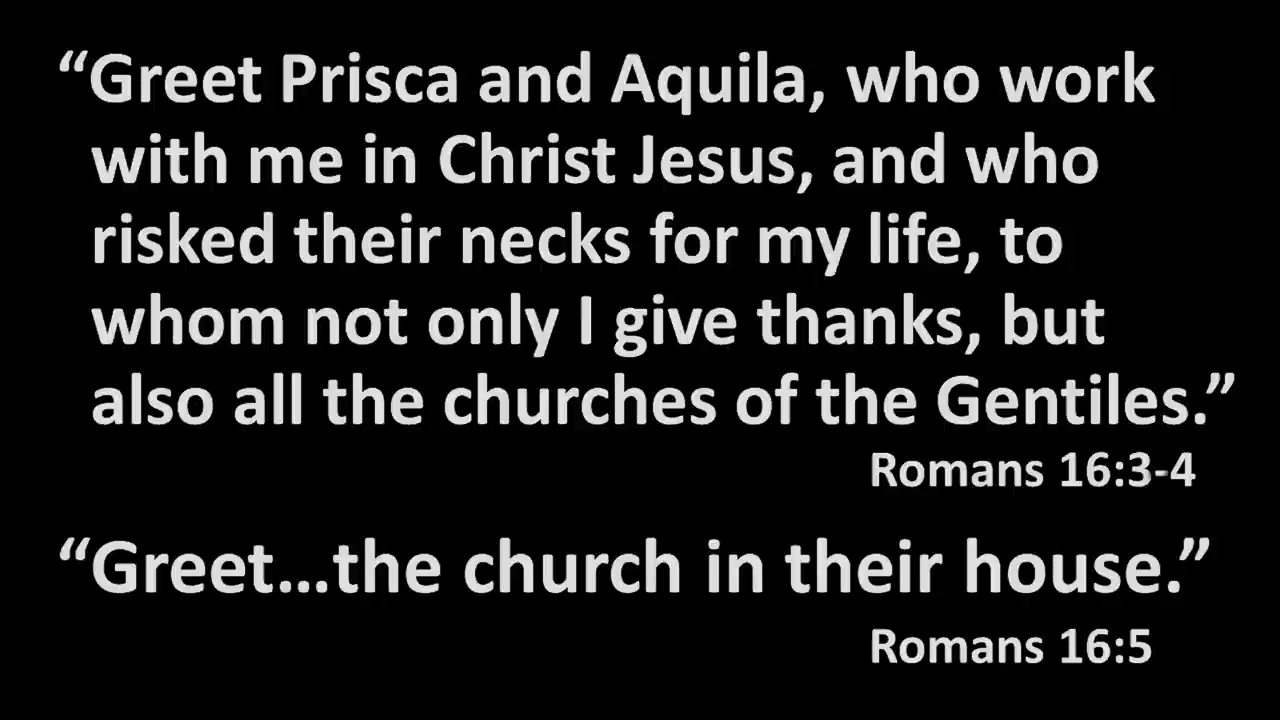 “Greet Prisca and Aquila, who work
with me in Christ Jesus, and who
risked their necks for my life, to
whom not only I give thanks, but
also all the churches of the Gentiles.”
Romans 16:3-4
“Greet...the church in their house.”
Romans 16:5